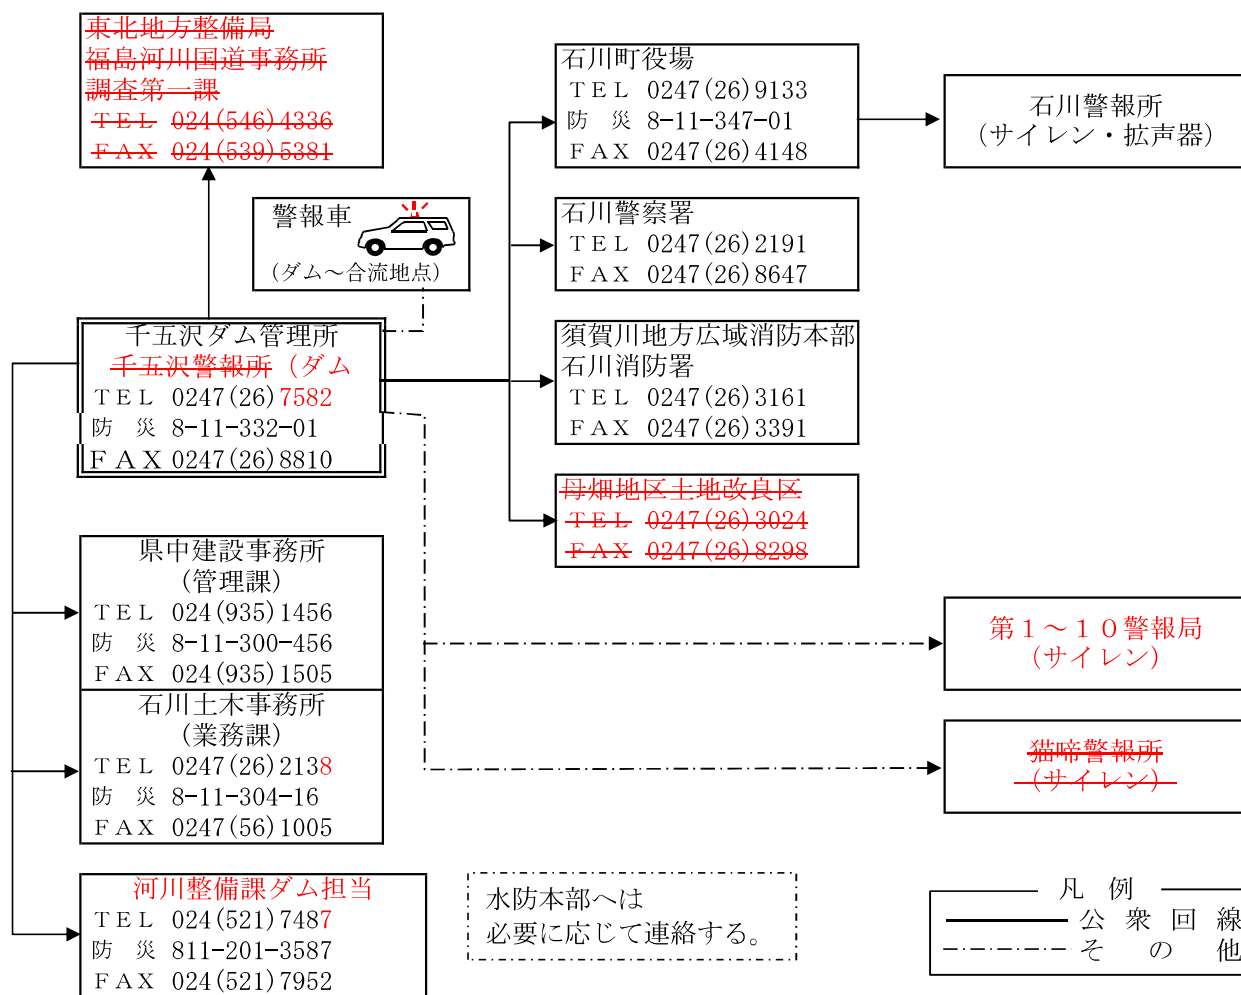 東北地方整備局
福島河川国道事務所
調査第一課
ＴＥＬ 024(546)4336
ＦＡＸ 024(539)5381
警報車
(ダム～合流地点)
千五沢ダム管理所
千五沢警報所（ダム
ＴＥＬ 0247(26)7582
防 災 8-11-332-01
ＦＡＸ 0247(26)8810
県中建設事務所
(管理課)
ＴＥＬ 024(935)1456
防 災 8-11-300-456
ＦＡＸ 024(935)1505
石川土木事務所
(業務課)
ＴＥＬ 0247(26)2138
防 災 8-11-304-16
ＦＡＸ 0247(56)1005
河川整備課ダム担当
ＴＥＬ 024(521)7487
防 災 811-201-3587
ＦＡＸ 024(521)7952
石川町役場
ＴＥＬ 0247(26)9133
防 災 8-11-347-01
ＦＡＸ 0247(26)4148
石川警察署
ＴＥＬ 0247(26)2191
ＦＡＸ 0247(26)8647
須賀川地方広域消防本部
石川消防署
ＴＥＬ 0247(26)3161
ＦＡＸ 0247(26)3391
母畑地区土地改良区
ＴＥＬ 0247(26)3024
ＦＡＸ 0247(26)8298
石川警報所
(サイレン・拡声器)
第１～１０警報局
(サイレン)
猫啼警報所
(サイレン)
水防本部へは
必要に応じて連絡する。
凡 例
公 衆 回 線
そ の 他